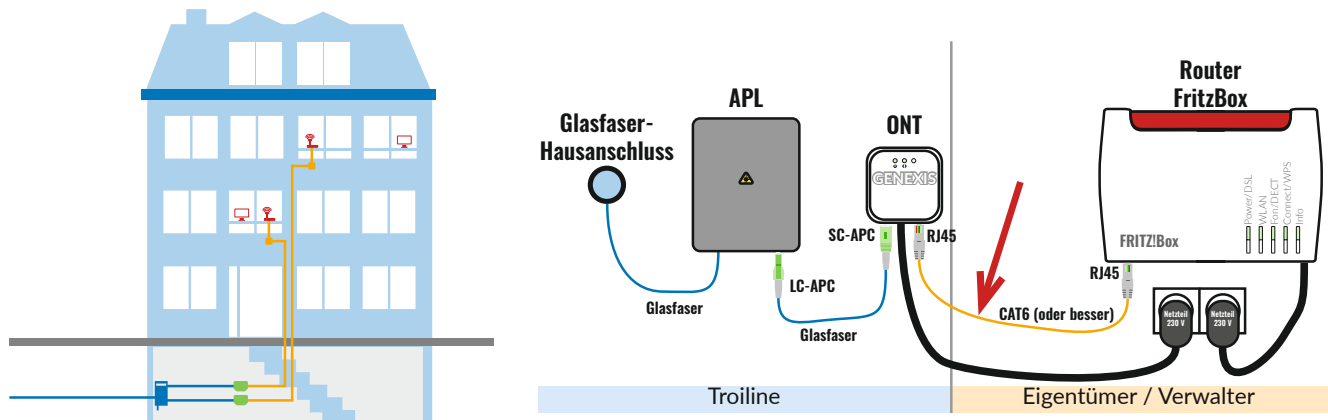 Glasfaser-
Hausanschluss
APL
ONT
Router
FritzBox
GENEXIS
SC-APC
RJ45
LC-APC
Glasfaser
Glasfaser
CAT6 (oder besser)
FRITZ!Box
RJ45
Power/DSL
WLAN
Fon/DECT
Connect/WPS
Info
Netzteil
230 V
Netzteil
230 V
Troiline
Eigentümer / Verwalter